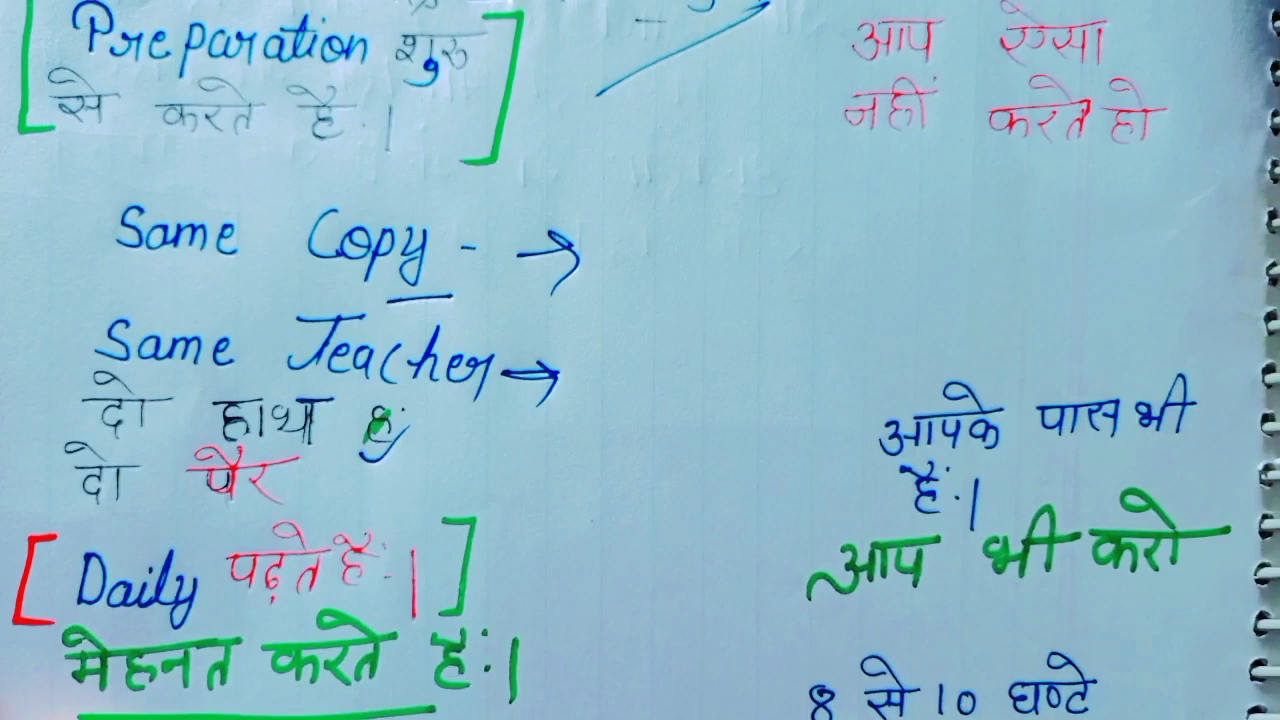 Preparation शुरू
से करते हैं।
आप ऐसा
नहीं करते हो
Same Copy - →
Same Teacher →
दो हाथ हैं
दो पैर
आपके पास भी
हैं।
[Daily पढ़ते हैं।]
आप भी करो
मेहनत करते हैं।
8 से 10 घण्टे